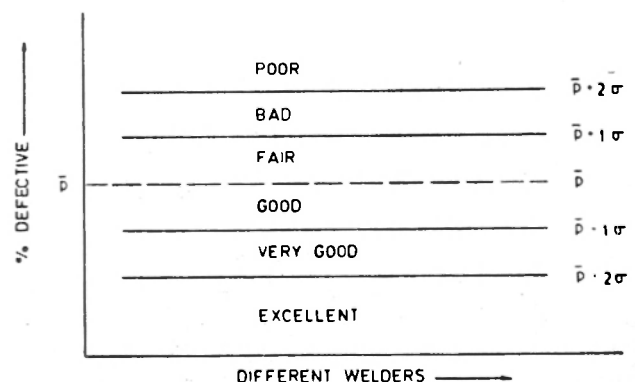 POOR
p̄ · 2σ
BAD
p̄ · 1σ
FAIR
p̄
p̄
GOOD
p̄ · 1σ
VERY GOOD
p̄ · 2σ
EXCELLENT
% DEFECTIVE
DIFFERENT WELDERS